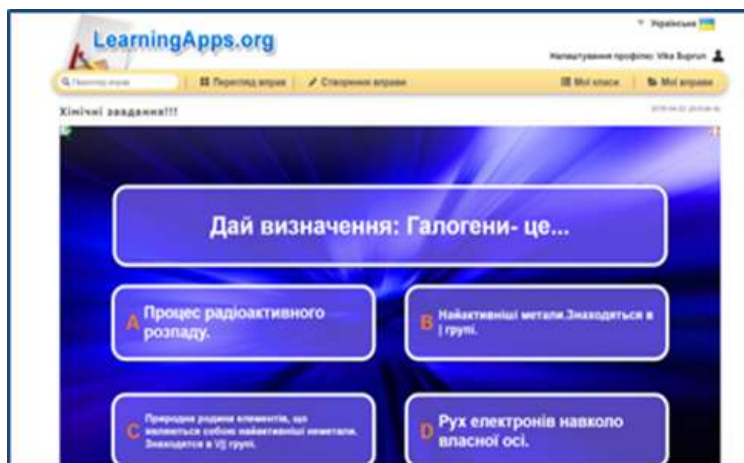 Українська
LearningApps.org
Налаштування профілю: Vika Suprun
Перегляд вправ
Створення вправи
Мої класи
Мої вправи
Хімічні завдання!!!
Дай визначення: Галогени- це...
A Процес радіоактивного
розпаду.
B Найактивніші метали.Знаходяться в
| групі.
C Природна родина елементів, що
являються собою найактивніші неметали.
Знаходятся в V|| групі.
D Рух електронів навколо
власної осі.